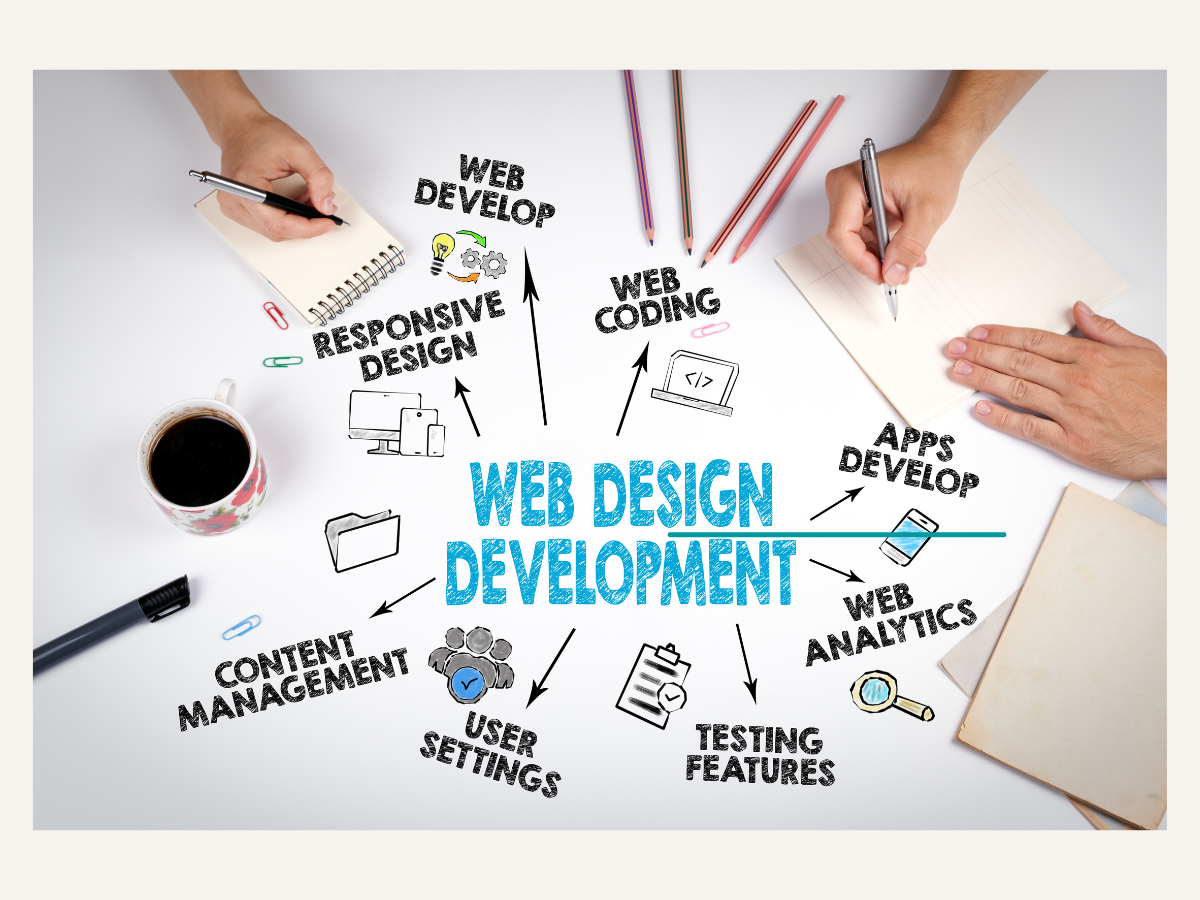 WEB
DEVELOP
WEB
CODING
RESPONSIVE
DESIGN
</>
APPS
DEVELOP
WEB DESIGN
DEVELOPMENT
WEB
ANALYTICS
CONTENT
MANAGEMENT
USER
SETTINGS
TESTING
FEATURES